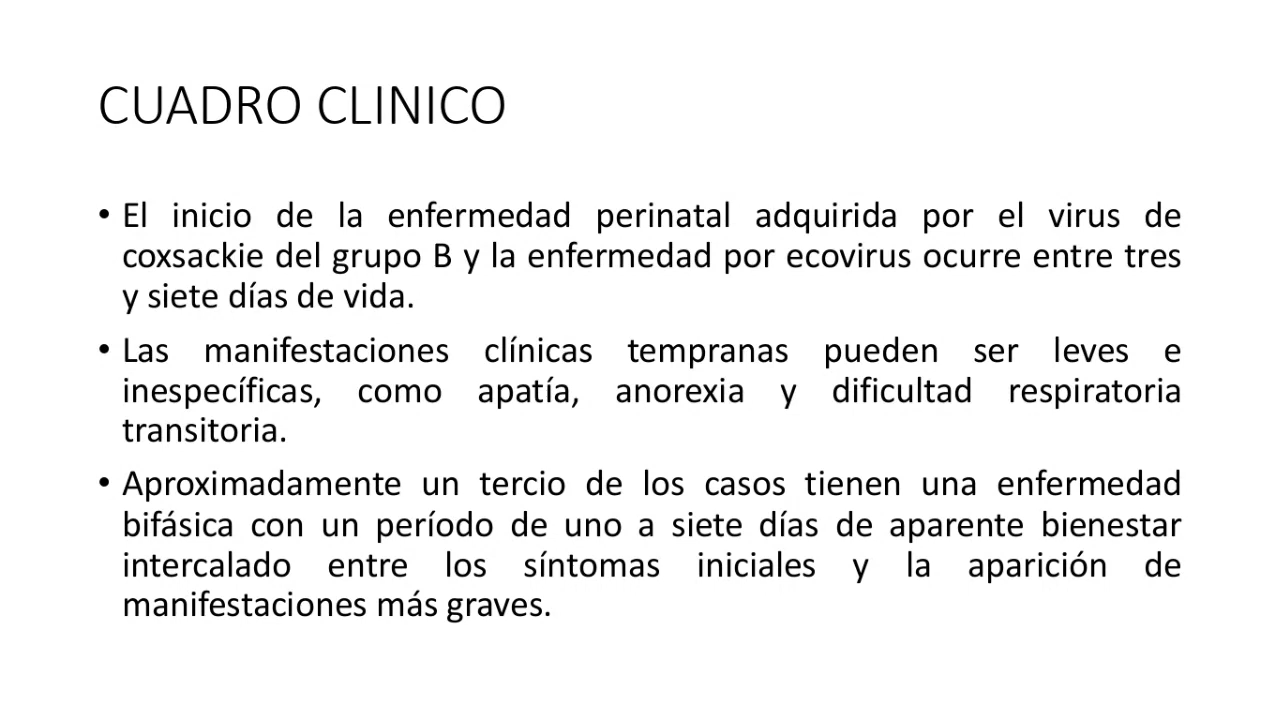 CUADRO CLINICO
• El inicio de la enfermedad perinatal adquirida por el virus de
coxsackie del grupo B y la enfermedad por ecovirus ocurre entre tres
y siete días de vida.
• Las manifestaciones clínicas tempranas pueden ser leves e
inespecíficas, como apatía, anorexia y dificultad respiratoria
transitoria.
• Aproximadamente un tercio de los casos tienen una enfermedad
bifásica con un período de uno a siete días de aparente bienestar
intercalado entre los síntomas iniciales y la aparición de
manifestaciones más graves.